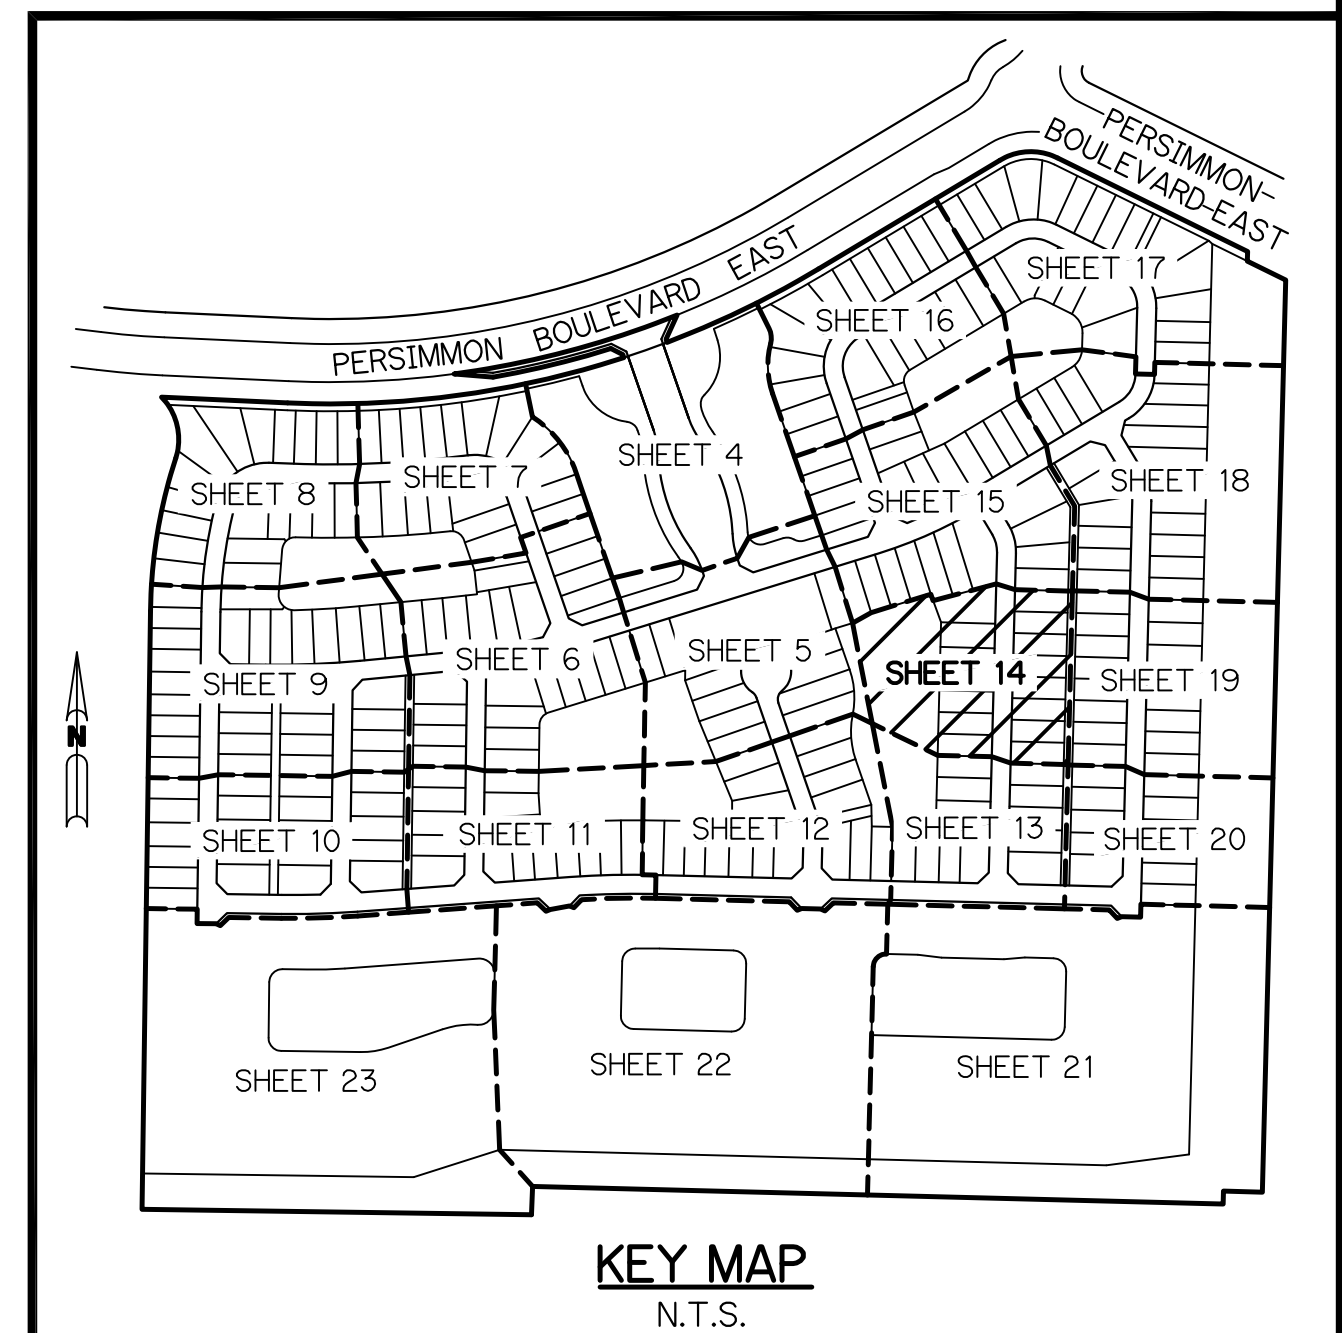 PERSIMMON-
BOULEVARD-EAST
PERSIMMON BOULEVARD EAST
SHEET 17
SHEET 16
SHEET 4
SHEET 7
SHEET 8
SHEET 18
SHEET 15
SHEET 5
SHEET 6
SHEET 14
SHEET 19
SHEET 9
N
SHEET 10
SHEET 11
SHEET 12
SHEET 13
SHEET 20
SHEET 23
SHEET 22
SHEET 21
KEY MAP
N.T.S.